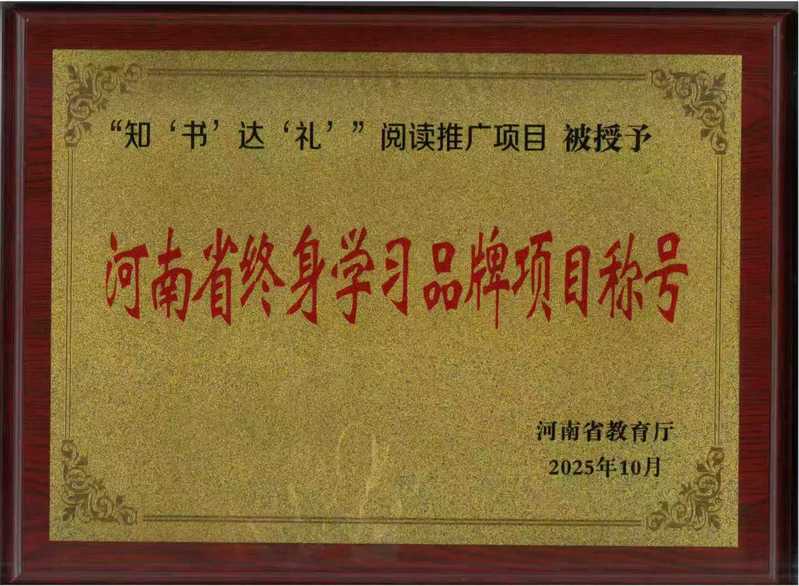 “知‘书’达‘礼’”阅读推广项目 被授予
河南省终身学习品牌项目称号
河南省教育厅
2025年10月